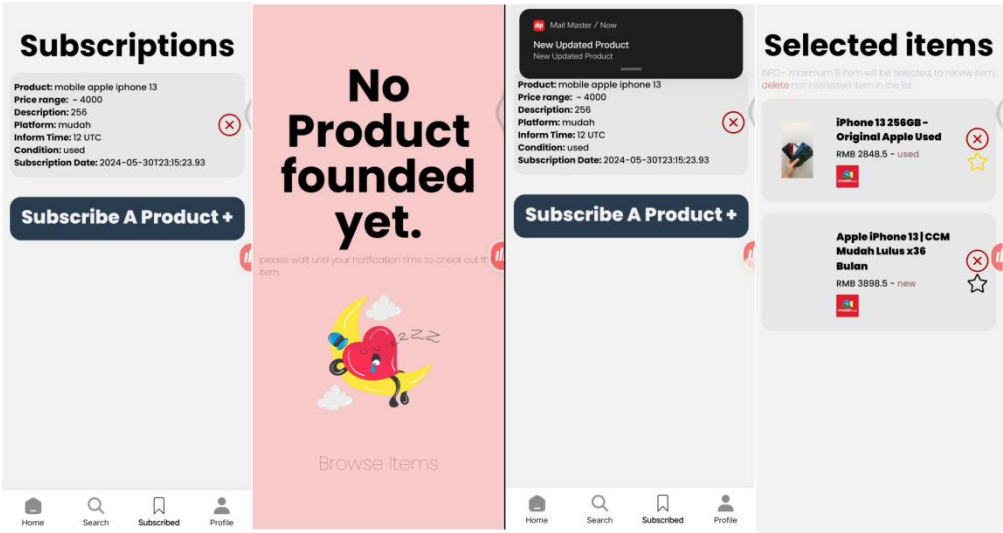 Subscriptions
Product: mobile apple iphone 13
Price range: ~ 4000
Description: 256
Platform: mudah
Inform Time: 12 UTC
Condition: used
Subscription Date: 2024-05-30T23:15:23.93
Subscribe A Product +
Home
Search
Subscribed
Profile
No
Product
founded
yet.
please wait until your notification time to check out th
item.
zzZZ
Browse Items
Mail Master / Now
New Updated Product
New Updated Product
Product: mobile apple iphone 13
Price range: ~ 4000
Description: 256
Platform: mudah
Inform Time: 12 UTC
Condition: used
Subscription Date: 2024-05-30T23:15:23.93
Subscribe A Product +
Home
Search
Subscribed
Profile
Selected items
INFO - maximum 5 item will be selected, to renew item,
delete not interested item in the list
iPhone 13 256GB -
Original Apple Used
RMB 2848.5 - used
Apple iPhone 13 | CCM
Mudah Lulus x36
Bulan
RMB 3898.5 - new